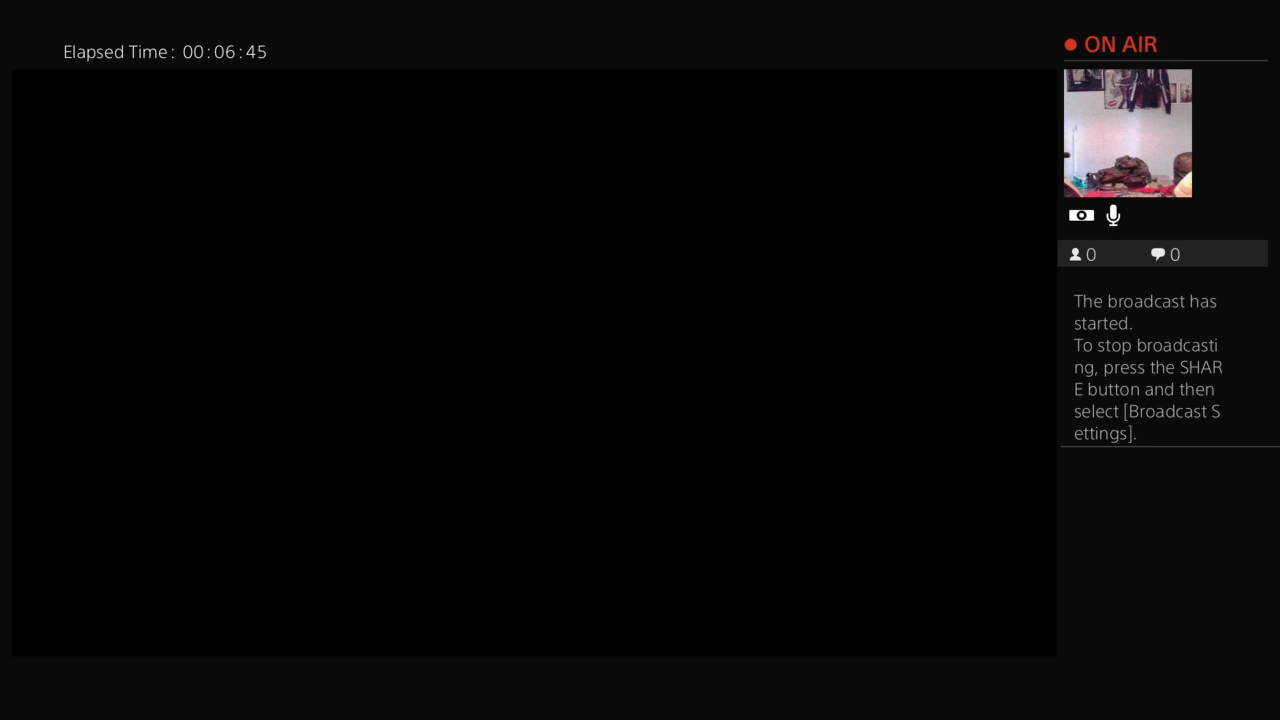 Elapsed Time: 00:06:45
ON AIR
0 0
The broadcast has
started.
To stop broadcasti
ng, press the SHAR
E button and then
select [Broadcast S
ettings].